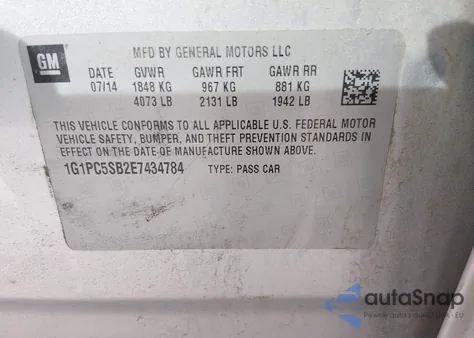 GM
MFD BY GENERAL MOTORS LLC
DATE GVWR GAWR FRT GAWR RR
07/14 1848 KG 967 KG 881 KG
4073 LB 2131 LB 1942 LB
THIS VEHICLE CONFORMS TO ALL APPLICABLE U.S. FEDERAL MOTOR
VEHICLE SAFETY, BUMPER, AND THEFT PREVENTION STANDARDS
IN EFFECT ON THE DATE OF MANUFACTURE SHOWN ABOVE.
1G1PC5SB2E7434784 TYPE: PASS CAR
autoSnap